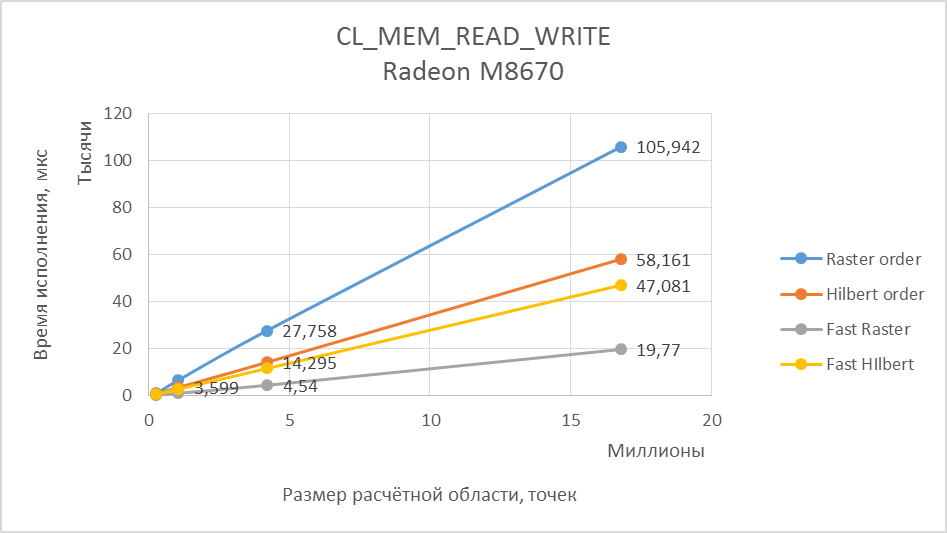 CL_MEM_READ_WRITE
Radeon M8670
Время исполнения, мкс
Тысячи
120
100
80
60
40
20
0
105,942
58,161
47,081
27,758
19,77
14,295
4,54
3,599
0
5
10
15
20
Миллионы
Размер расчётной области, точек
Raster order
Hilbert order
Fast Raster
Fast HIlbert